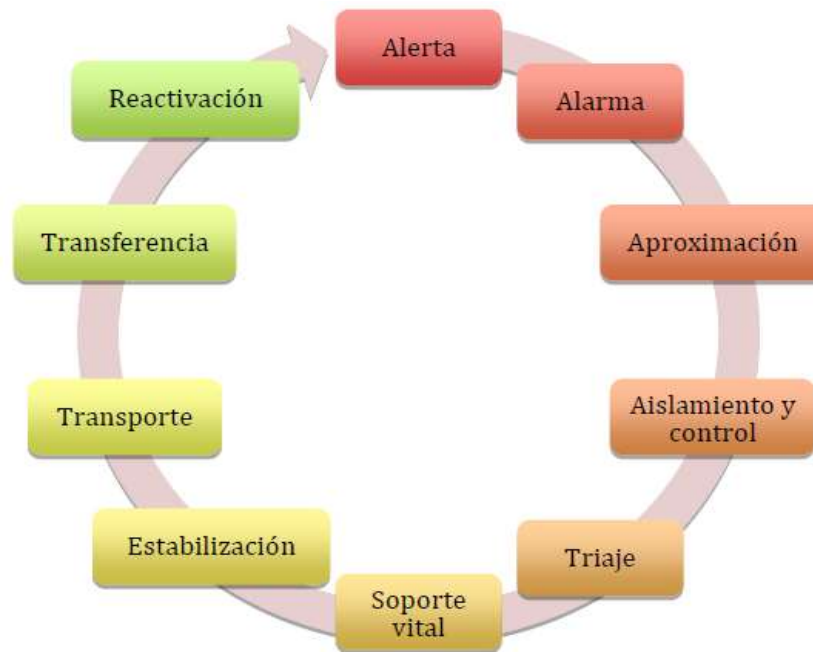 Alerta
Alarma
Aproximación
Aislamiento y
control
Triaje
Soporte
vital
Estabilización
Transporte
Transferencia
Reactivación